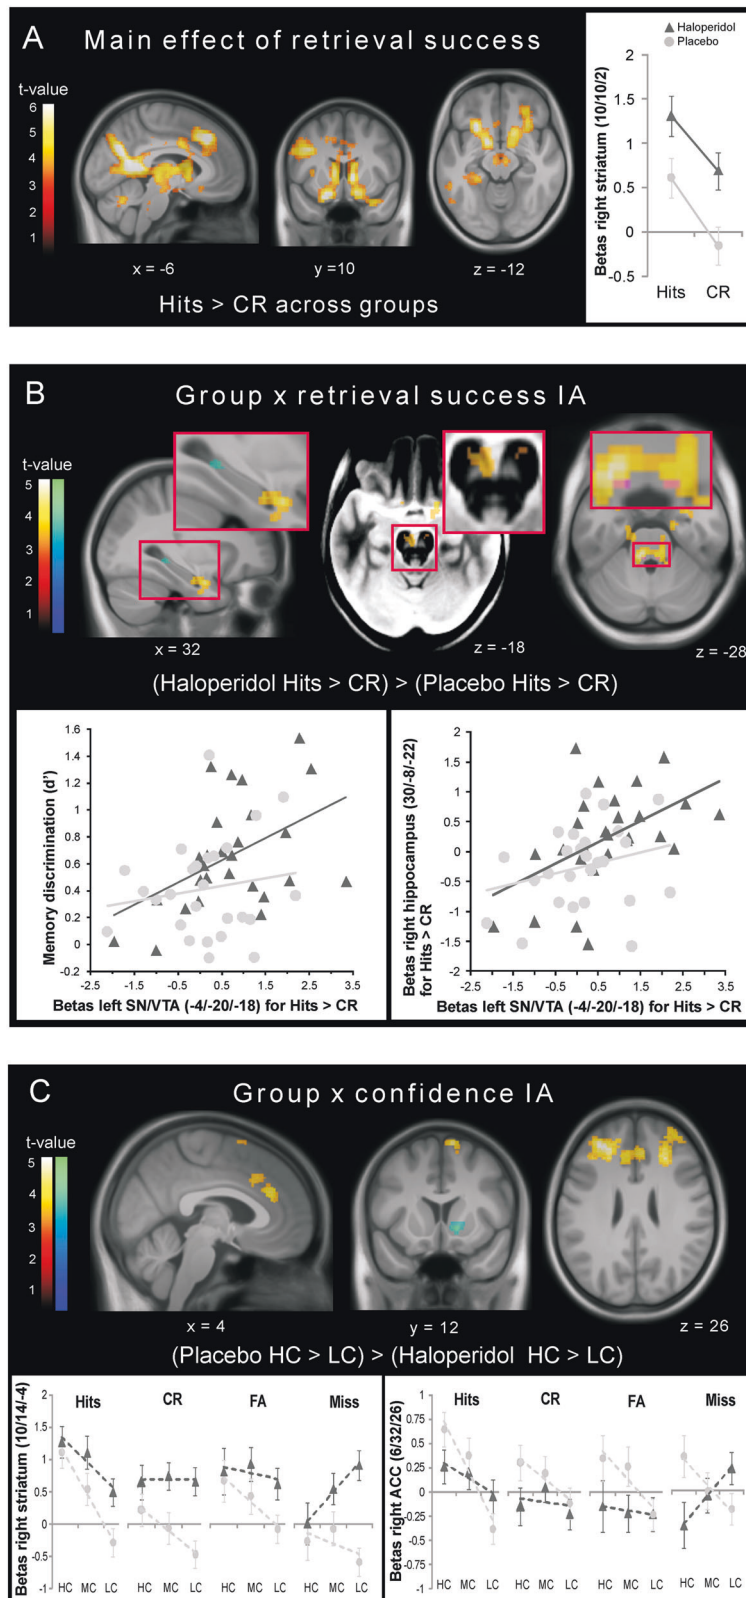 A Main effect of retrieval success
t-value
6
5
4
3
2
1
x = -6
y =10
z = -12
Hits > CR across groups
Haloperidol
Placebo
Betas right striatum (10/10/2)
2
1.5
1
0.5
0
-0.5
Hits CR
B Group x retrieval success IA
t-value
5
4
3
2
1
x = 32
z = -18
z = -28
(Haloperidol Hits > CR) > (Placebo Hits > CR)
Memory discrimination (d')
1.6
1.4
1.2
1
0.8
0.6
0.4
0.2
0
-0.2
-2.5 -1.5 -0.5 0.5 1.5 2.5 3.5
Betas left SN/VTA (-4/-20/-18) for Hits > CR
Betas right hippocampus (30/-8/-22)
for Hits > CR
2
1.5
1
0.5
0
-0.5
-1
-1.5
-2
-2.5 -1.5 -0.5 0.5 1.5 2.5 3.5
Betas left SN/VTA (-4/-20/-18) for Hits > CR
C Group x confidence IA
t-value
5
4
3
2
1
x = 4
y = 12
z = 26
(Placebo HC > LC) > (Haloperidol HC > LC)
Betas right striatum (10/14/-4)
2
1.5
1
0.5
0
-0.5
-1
Hits CR FA Miss
HC MC LC HC MC LC HC MC LC HC MC LC
Betas right ACC (6/32/26)
1
0.75
0.5
0.25
0
-0.25
-0.5
-0.75
-1
Hits CR FA Miss
HC MC LC HC MC LC HC MC LC HC MC LC